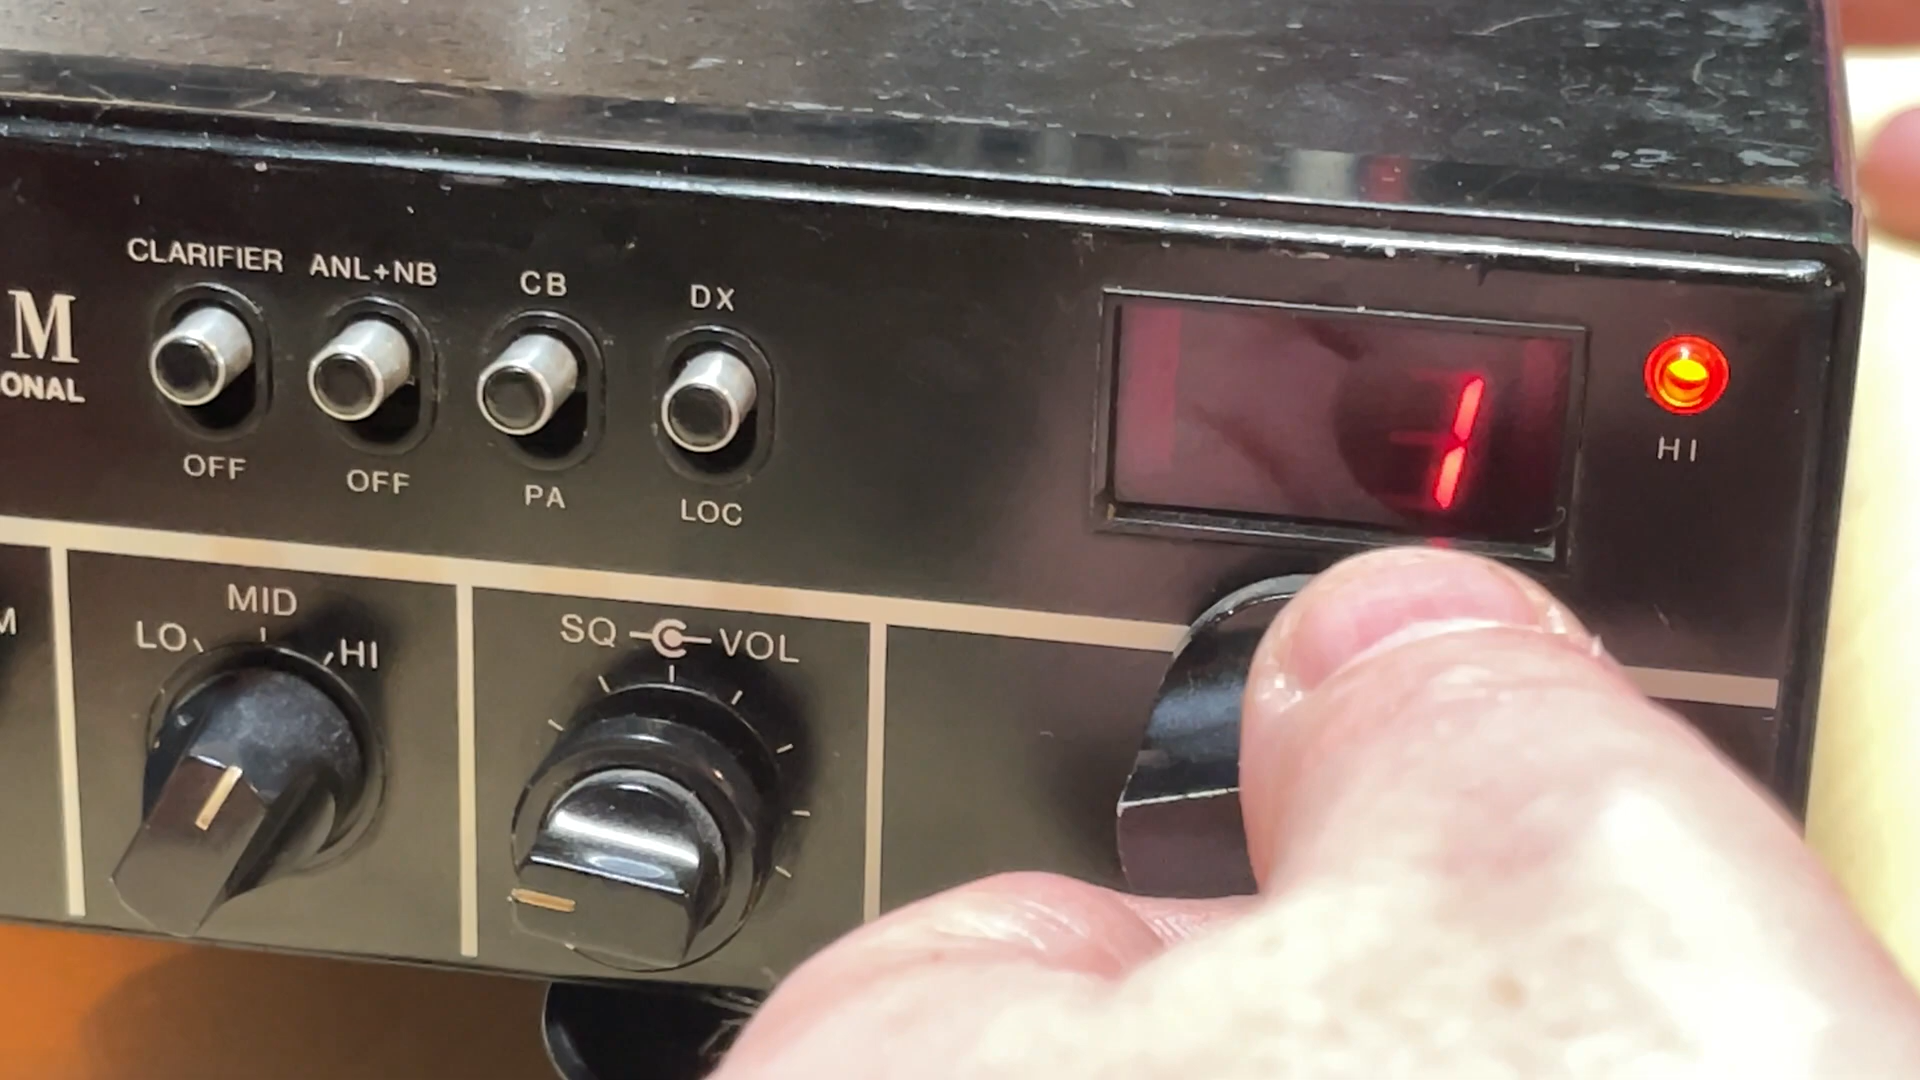 CLARIFIER ANL+NB CB DX
M
ONAL
OFF OFF PA LOC
1
HI
M
LO MID HI
SQ VOL